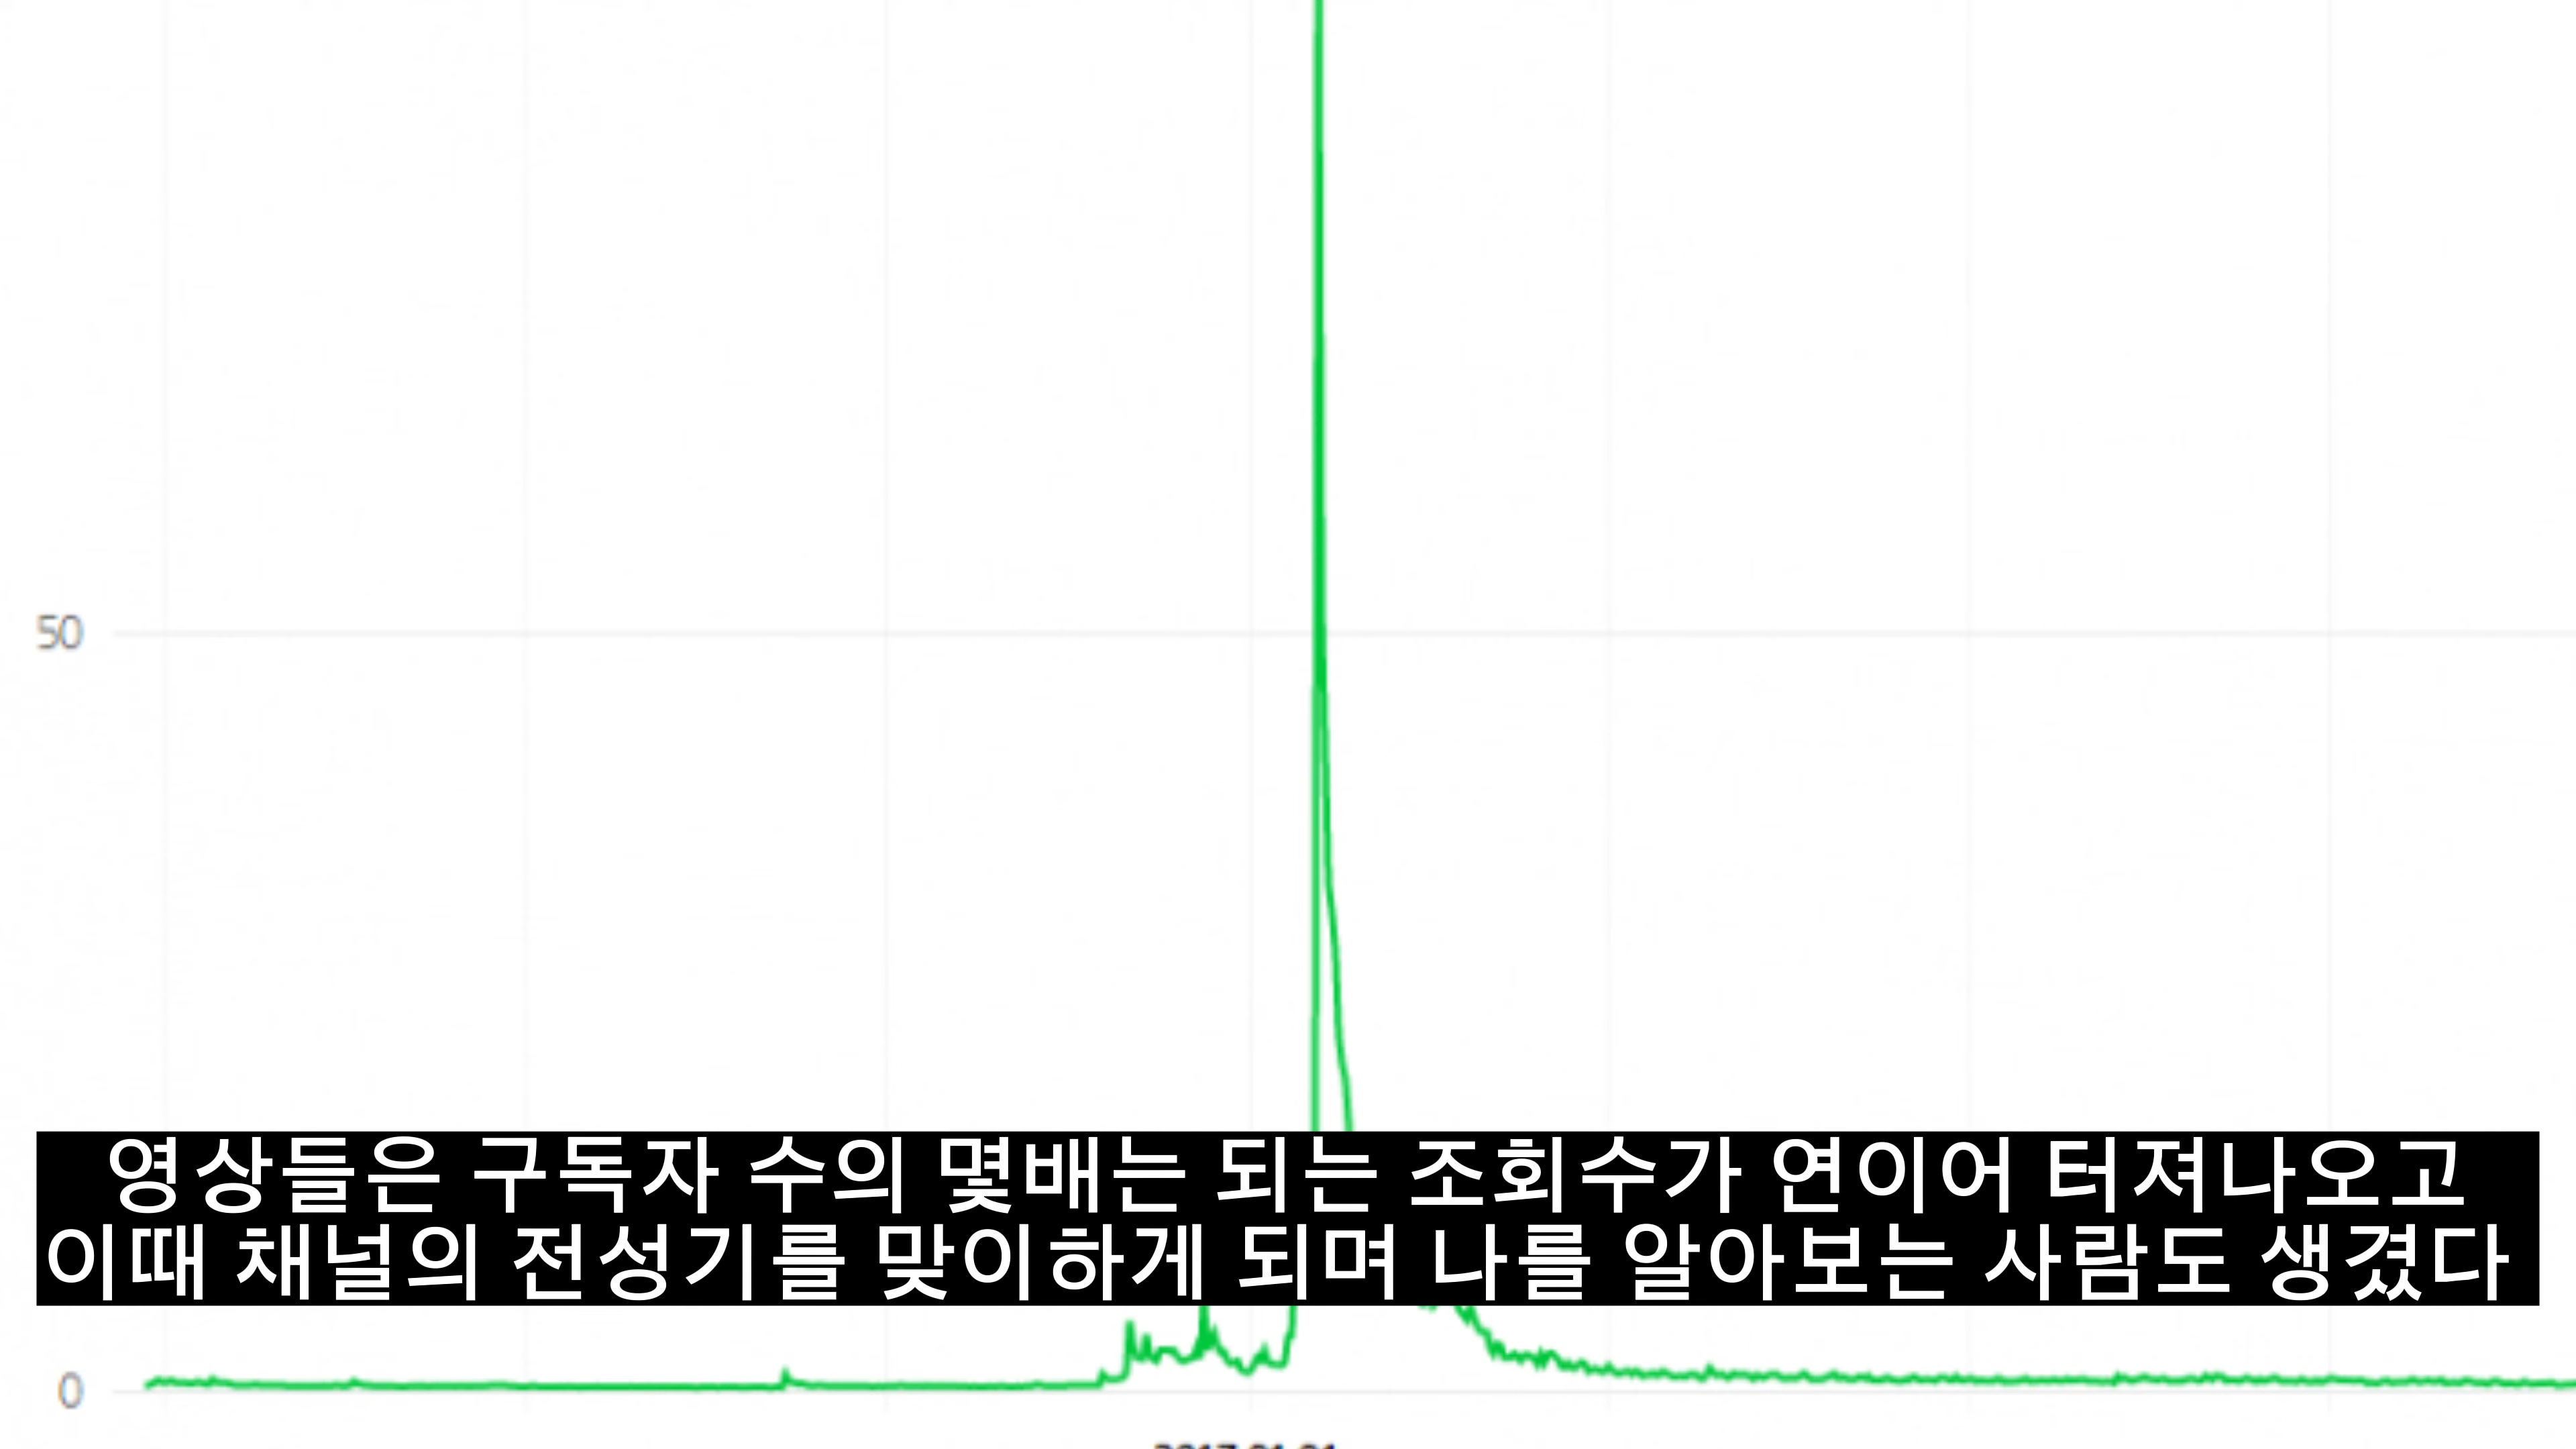 50
영상들은 구독자 수의 몇배는 되는 조회수가 연이어 터져나오고
이때 채널의 전성기를 맞이하게 되며 나를 알아보는 사람도 생겼다
0